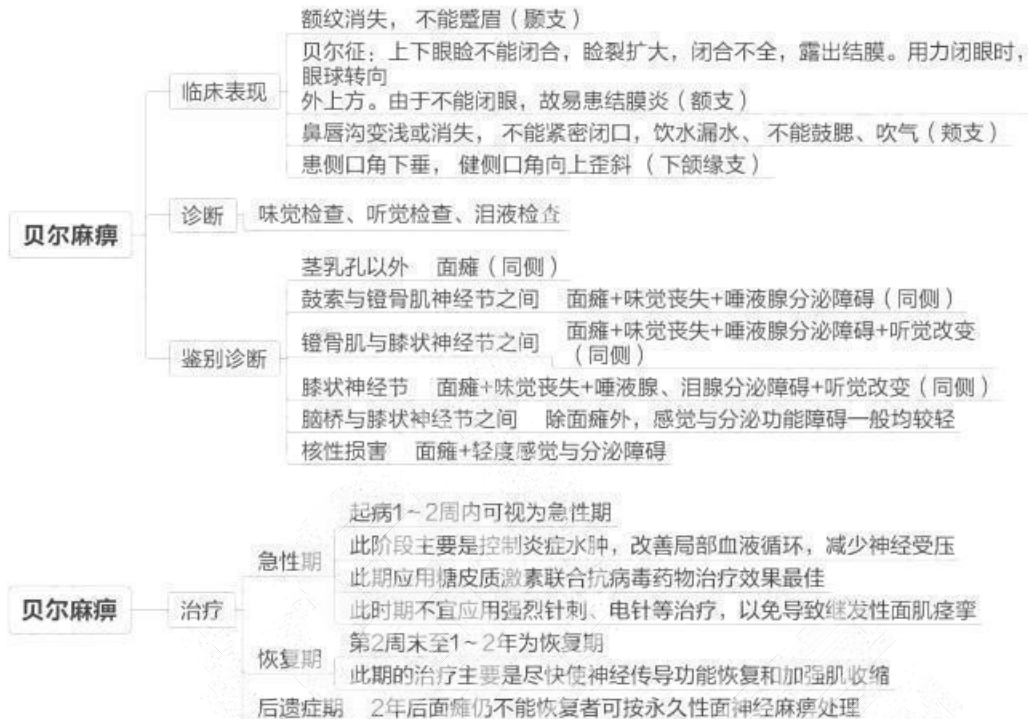 额纹消失，不能蹙眉（颞支）
贝尔征：上下眼睑不能闭合，睑裂扩大，闭合不全，露出结膜。用力闭眼时，
眼球转向
外上方。由于不能闭眼，故易患结膜炎（额支）
临床表现
鼻唇沟变浅或消失，不能紧密闭口，饮水漏水、不能鼓腮、吹气（颊支）
患侧口角下垂，健侧口角向上歪斜（下颌缘支）
诊断 味觉检查、听觉检查、泪液检查
贝尔麻痹
茎乳孔以外 面瘫（同侧）
鼓索与镫骨肌神经节之间 面瘫+味觉丧失+唾液腺分泌障碍（同侧）
镫骨肌与膝状神经节之间 面瘫+味觉丧失+唾液腺分泌障碍+听觉改变
（同侧）
鉴别诊断
膝状神经节 面瘫+味觉丧失+唾液腺、泪腺分泌障碍+听觉改变（同侧）
脑桥与膝状神经节之间 除面瘫外，感觉与分泌功能障碍一般均较轻
核性损害 面瘫+轻度感觉与分泌障碍
起病1~2周内可视为急性期
此阶段主要是控制炎症水肿，改善局部血液循环，减少神经受压
急性期
此期应用糖皮质激素联合抗病毒药物治疗效果最佳
此时期不宜应用强烈针刺、电针等治疗，以免导致继发性面肌痉挛
贝尔麻痹 治疗
第2周末至1~2年为恢复期
恢复期
此期的治疗主要是尽快使神经传导功能恢复和加强肌收缩
后遗症期 2年后面瘫仍不能恢复者可按永久性面神经麻痹处理